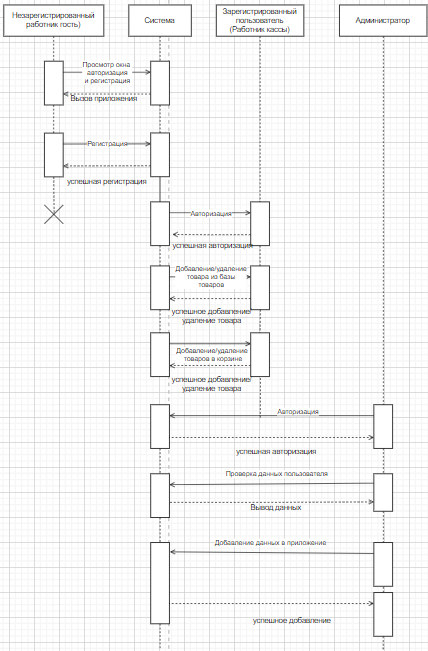 Незарегистрированный
работник гость)
Система
Зарегистрированный
пользователь
(Работник кассы)
Администратор
Просмотр окна
авторизация
и регистрация
Вызов приложения
Регистрация
успешная регистрация
Авторизация
успешная авторизация
Добавление/удаление
товара из базы
товаров
успешное добавление/
удаление товара
Добавление/удаление
товаров в корзине
успешное добавление/
удаление товара
Авторизация
успешная авторизация
Проверка данных пользователя
Вывод данных
Добавление данных в приложение
успешное добавление